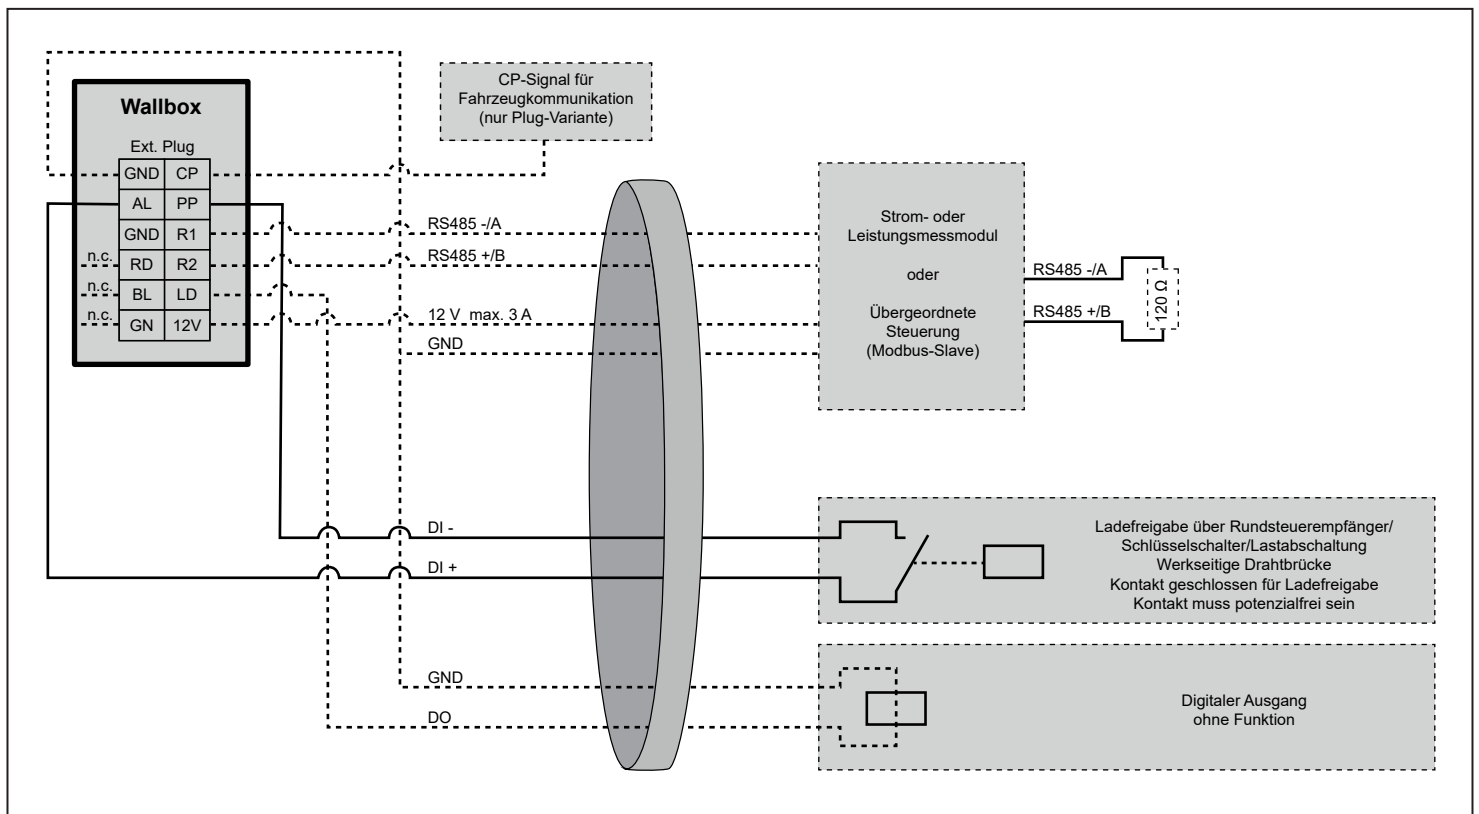 Wallbox
Ext. Plug
GND CP
AL PP
GND R1
n.c. RD R2
n.c. BL LD
n.c. GN 12V
CP-Signal für
Fahrzeugkommunikation
(nur Plug-Variante)
RS485 -/A
RS485 +/B
12 V max. 3 A
GND
Strom- oder
Leistungsmessmodul
oder
Übergeordnete
Steuerung
(Modbus-Slave)
RS485 -/A
RS485 +/B
120 Ω
DI -
DI +
Ladefreigabe über Rundsteuerempfänger/
Schlüsselschalter/Lastabschaltung
Werkseitige Drahtbrücke
Kontakt geschlossen für Ladefreigabe
Kontakt muss potenzialfrei sein
GND
DO
Digitaler Ausgang
ohne Funktion